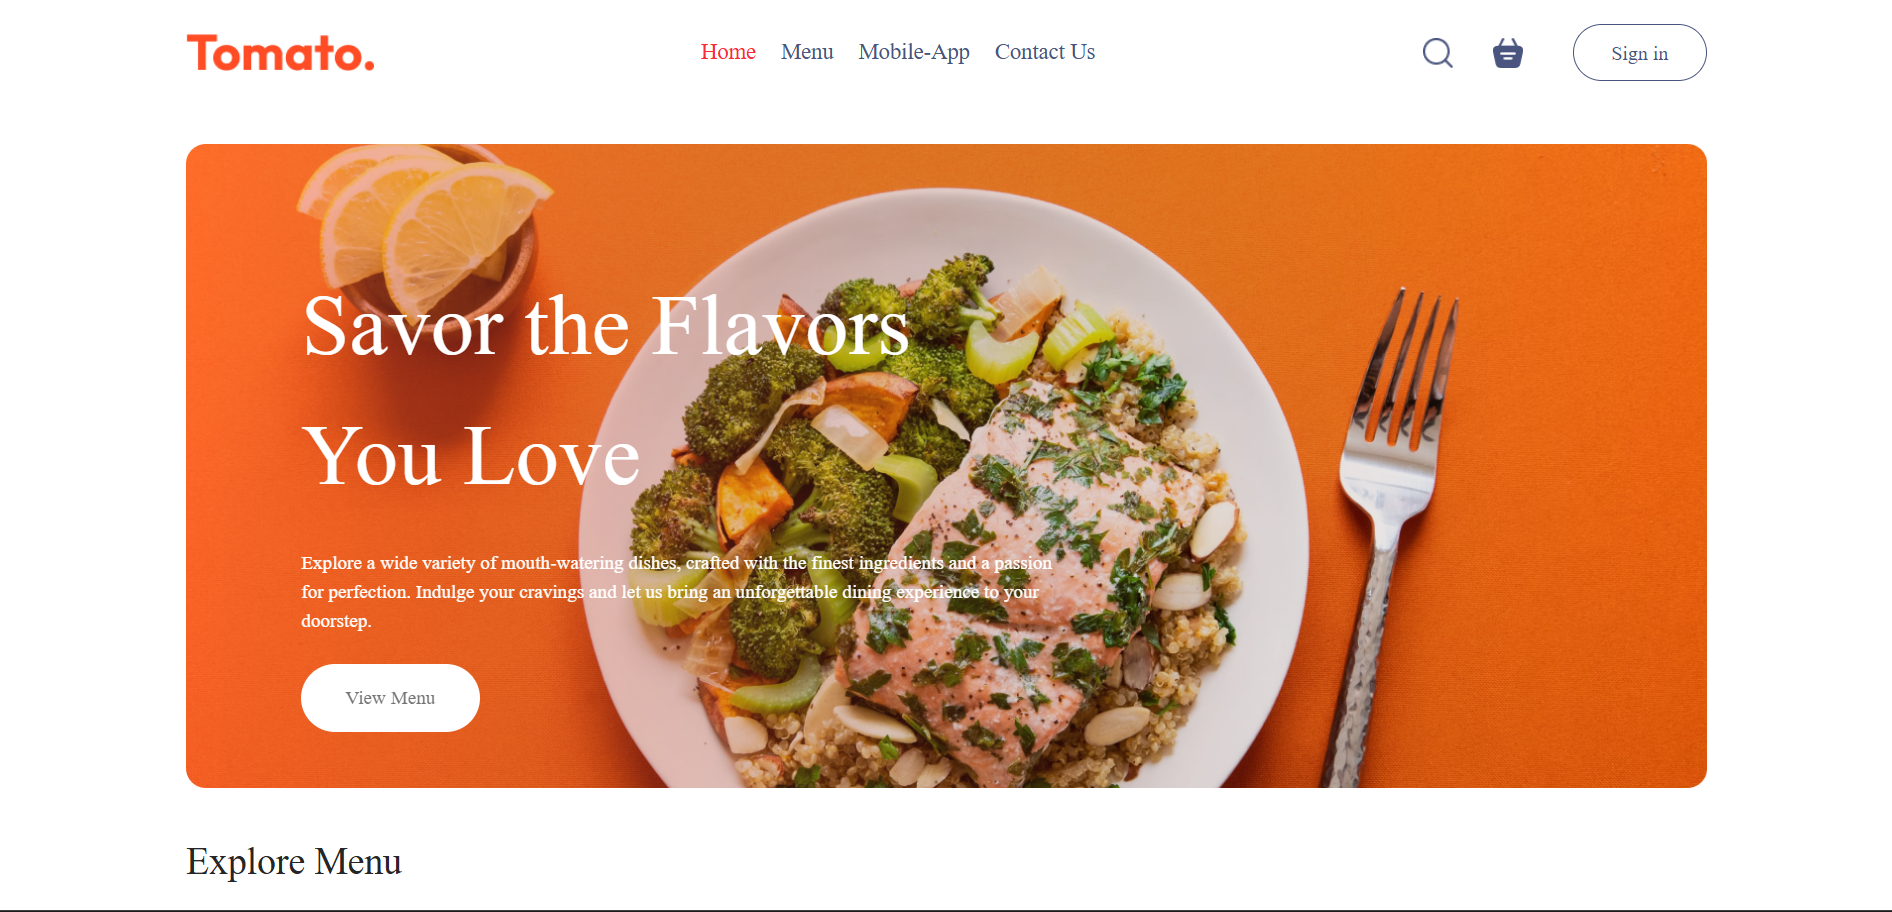 Tomato.
Home Menu Mobile-App Contact Us
Sign in
Savor the Flavors
You Love
Explore a wide variety of mouth-watering dishes, crafted with the finest ingredients and a passion
for perfection. Indulge your cravings and let us bring an unforgettable dining experience to your
doorstep.
View Menu
Explore Menu